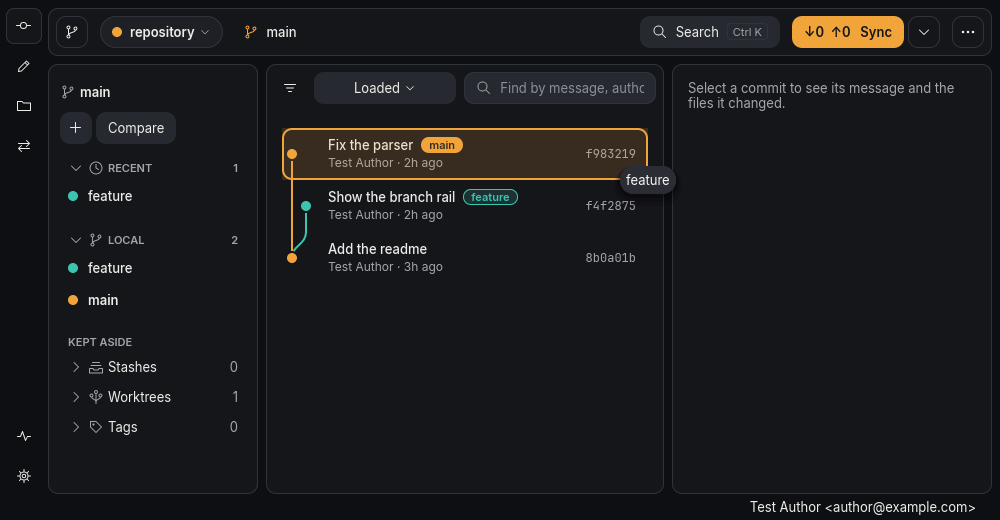 repository
main
Search Ctrl K
↓0 ↑0 Sync
main
Compare
RECENT 1
feature
LOCAL 2
feature
main
KEPT ASIDE
Stashes 0
Worktrees 1
Tags 0
Loaded
Find by message, autho
Fix the parser main
Test Author · 2h ago
f983219
feature
Show the branch rail feature
Test Author · 2h ago
f4f2875
Add the readme
Test Author · 3h ago
8b0a01b
Select a commit to see its message and the
files it changed.
Test Author <author@example.com>